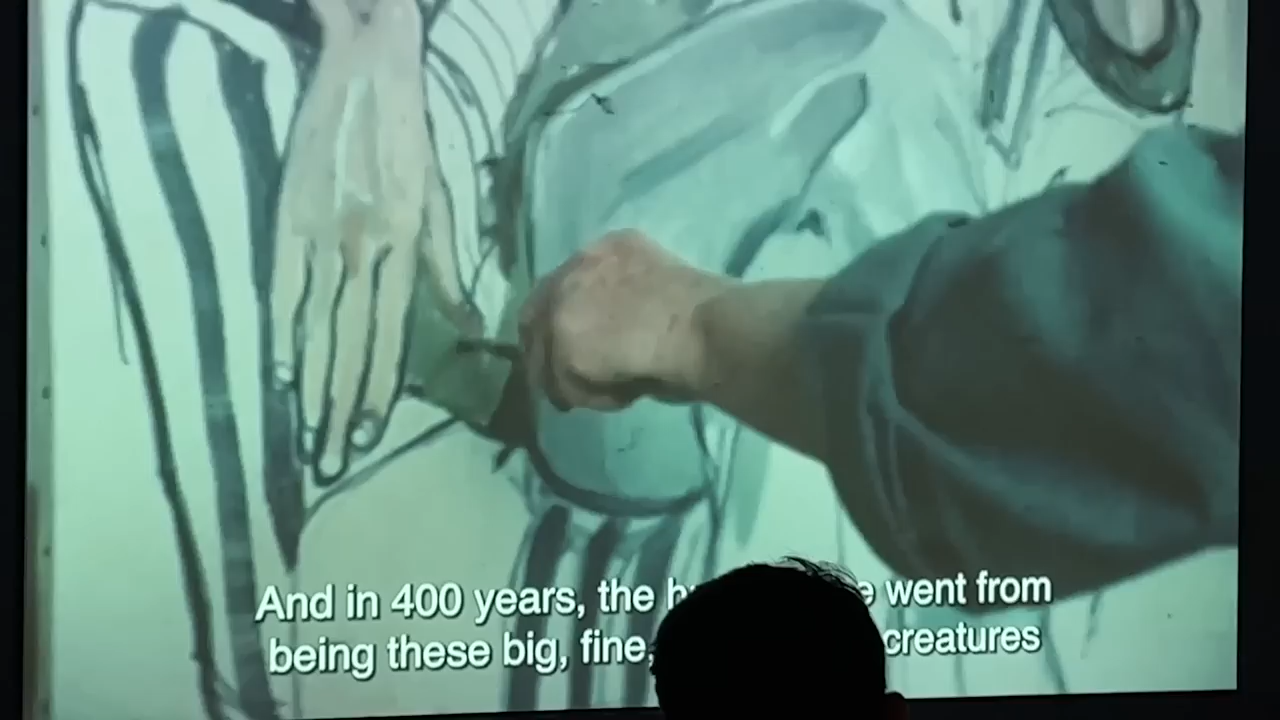 And in 400 years, the went from
being these big, fine, creatures